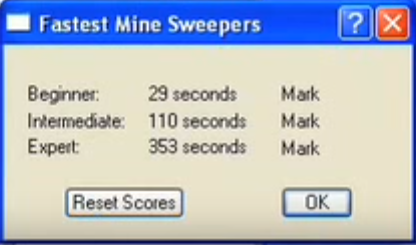 Fastest Mine Sweepers ?
Beginner: 29 seconds Mark
Intermediate: 110 seconds Mark
Expert: 353 seconds Mark
Reset Scores OK